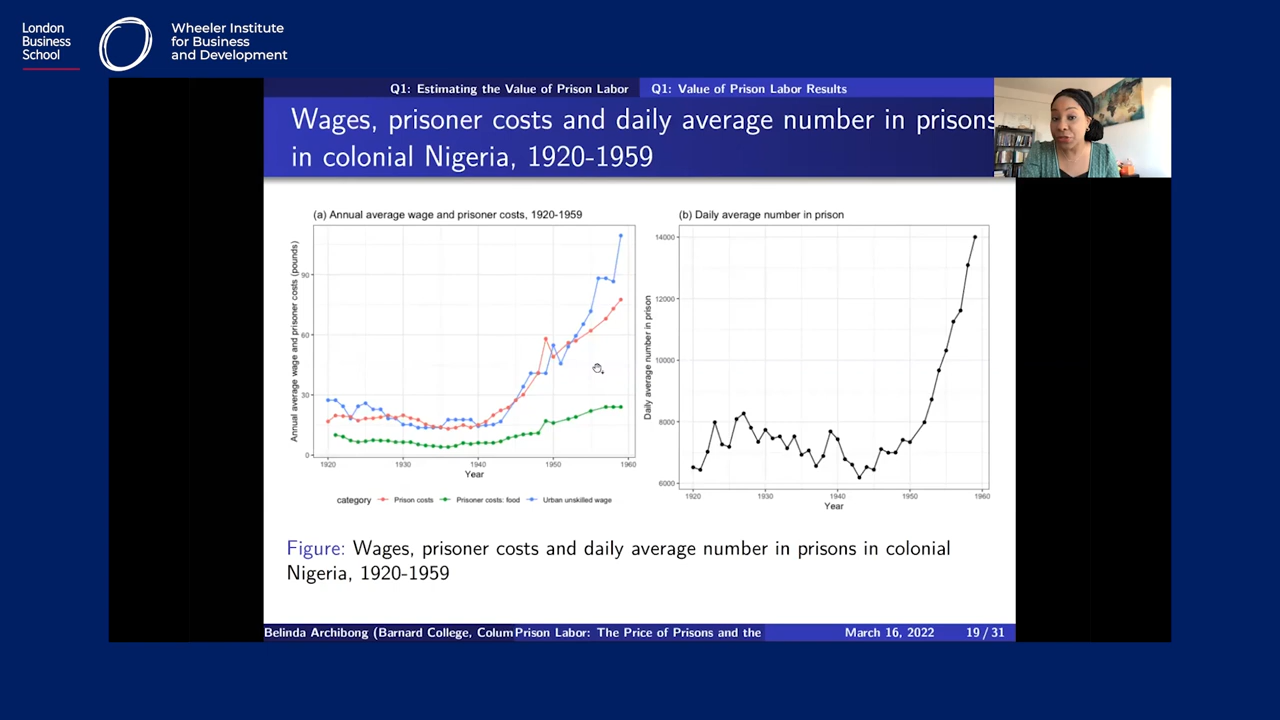 London
Business
School
Wheeler Institute
for Business
and Development
Q1: Estimating the Value of Prison Labor
Q1: Value of Prison Labor Results
Wages, prisoner costs and daily average number in prisons
in colonial Nigeria, 1920-1959
(a) Annual average wage and prisoner costs, 1920-1959
Annual average wage and prisoner costs (pounds)
90
60
30
0
1920 1930 1940 1950 1960
Year
category Prison costs Prisoner costs: food Urban unskilled wage
(b) Daily average number in prison
Daily average number in prison
14000
12000
10000
8000
6000
1920 1930 1940 1950 1960
Year
Figure: Wages, prisoner costs and daily average number in prisons in colonial
Nigeria, 1920-1959
Belinda Archibong (Barnard College, Colum
Prison Labor: The Price of Prisons and the
March 16, 2022
19 / 31